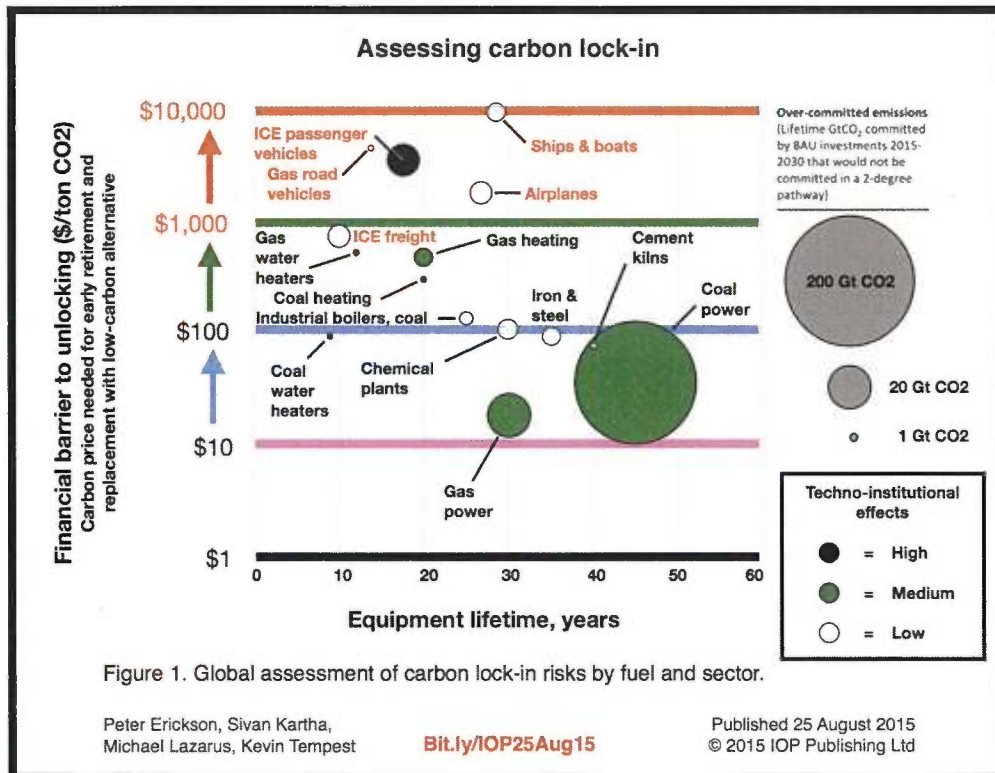 Assessing carbon lock-in
Financial barrier to unlocking ($/ton CO2)
Carbon price needed for early retirement and
replacement with low-carbon alternative
$10,000
$1,000
$100
$10
$1
ICE passenger
vehicles
Gas road
vehicles
Ships & boats
Airplanes
Gas
water
heaters
ICE freight
Gas heating
Cement
kilns
Coal heating
Industrial boilers, coal
Iron &
steel
Coal
power
Coal
water
heaters
Chemical
plants
Gas
power
0 10 20 30 40 50 60
Equipment lifetime, years
Over-committed emissions
(Lifetime GtCO₂ committed
by BAU investments 2015-
2030 that would not be
committed in a 2-degree
pathway)
200 Gt CO2
20 Gt CO2
1 Gt CO2
Techno-institutional
effects
= High
= Medium
= Low
Figure 1. Global assessment of carbon lock-in risks by fuel and sector.
Peter Erickson, Sivan Kartha,
Michael Lazarus, Kevin Tempest
Bit.ly/IOP25Aug15
Published 25 August 2015
© 2015 IOP Publishing Ltd